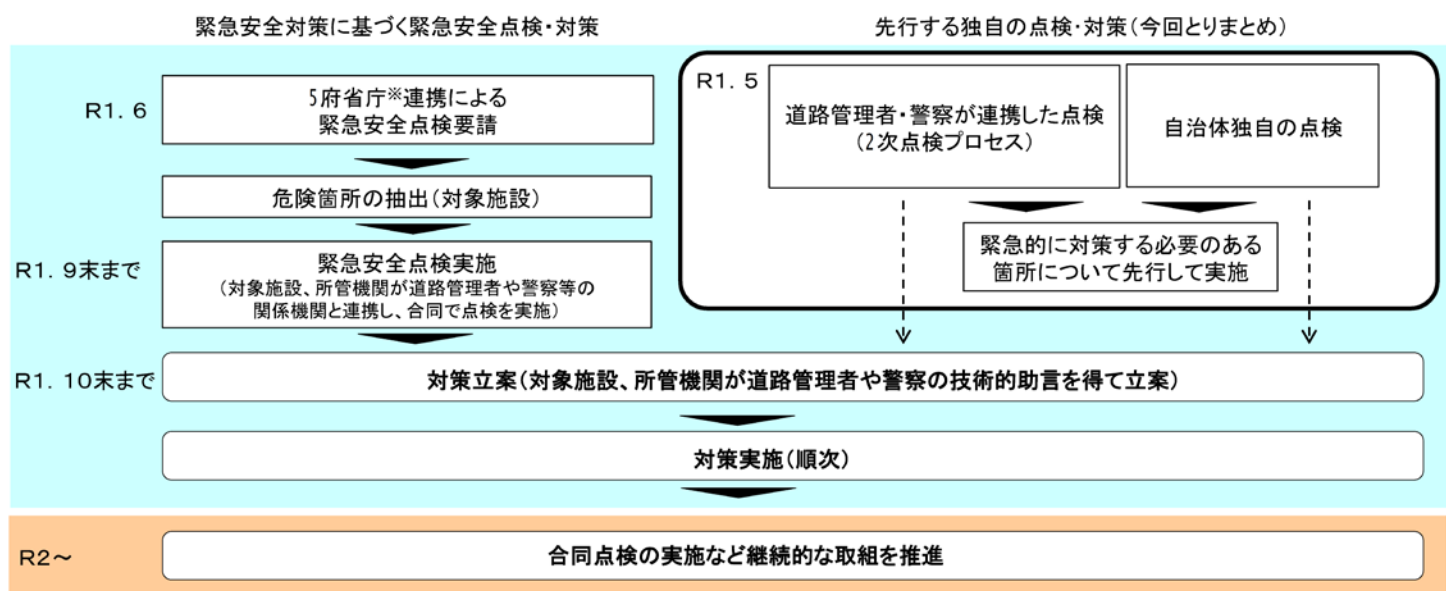 緊急安全対策に基づく緊急安全点検・対策
先行する独自の点検・対策(今回とりまとめ)
R1. 6
5府省庁※連携による
緊急安全点検要請
危険箇所の抽出(対象施設)
R1. 9末まで
緊急安全点検実施
(対象施設、所管機関が道路管理者や警察等の
関係機関と連携し、合同で点検を実施)
R1. 5
道路管理者・警察が連携した点検
(2次点検プロセス)
自治体独自の点検
緊急的に対策する必要のある
箇所について先行して実施
R1. 10末まで
対策立案(対象施設、所管機関が道路管理者や警察の技術的助言を得て立案)
対策実施(順次)
R2～
合同点検の実施など継続的な取組を推進